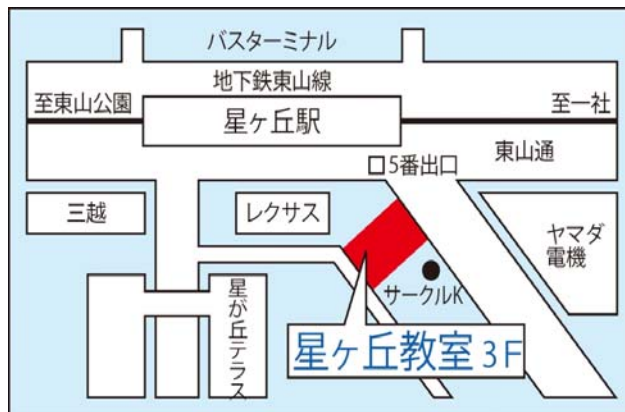 バスターミナル
地下鉄東山線
至東山公園
星ヶ丘駅
至一社
東山通
5番出口
三越
レクサス
ヤマダ
電機
サークルK
星が丘テラス
星ヶ丘教室 3F